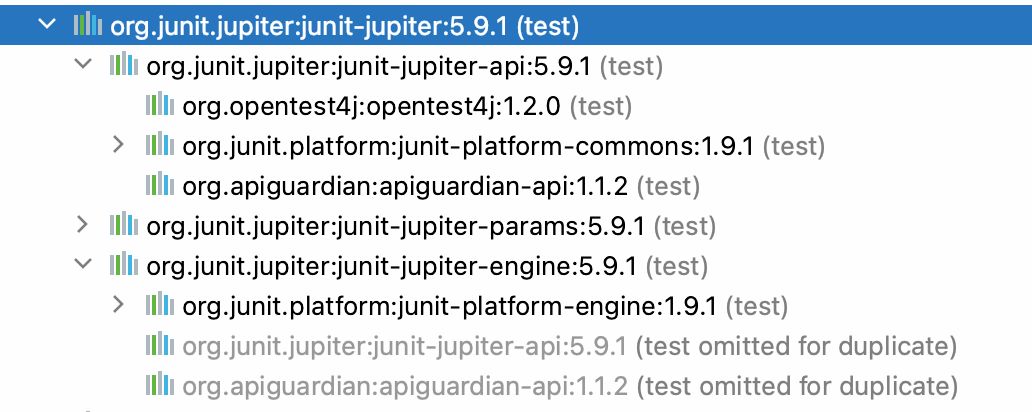 org.junit.jupiter:junit-jupiter:5.9.1 (test)
org.junit.jupiter:junit-jupiter-api:5.9.1 (test)
org.opentest4j:opentest4j:1.2.0 (test)
org.junit.platform:junit-platform-commons:1.9.1 (test)
org.apiguardian:apiguardian-api:1.1.2 (test)
org.junit.jupiter:junit-jupiter-params:5.9.1 (test)
org.junit.jupiter:junit-jupiter-engine:5.9.1 (test)
org.junit.platform:junit-platform-engine:1.9.1 (test)
org.junit.jupiter:junit-jupiter-api:5.9.1 (test omitted for duplicate)
org.apiguardian:apiguardian-api:1.1.2 (test omitted for duplicate)